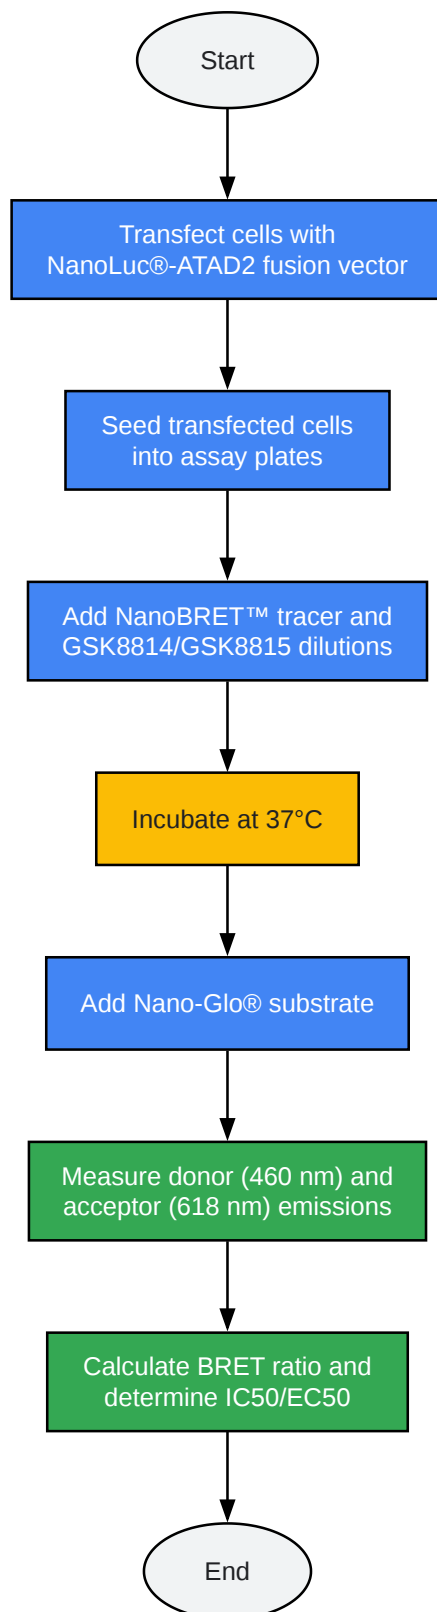 Start
Transfect cells with
NanoLuc®-ATAD2 fusion vector
Seed transfected cells
into assay plates
Add NanoBRET™ tracer and
GSK8814/GSK8815 dilutions
Incubate at 37°C
Add Nano-Glo® substrate
Measure donor (460 nm) and
acceptor (618 nm) emissions
Calculate BRET ratio and
determine IC50/EC50
End